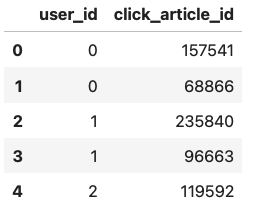 user_id click_article_id
0 0 157541
1 0 68866
2 1 235840
3 1 96663
4 2 119592